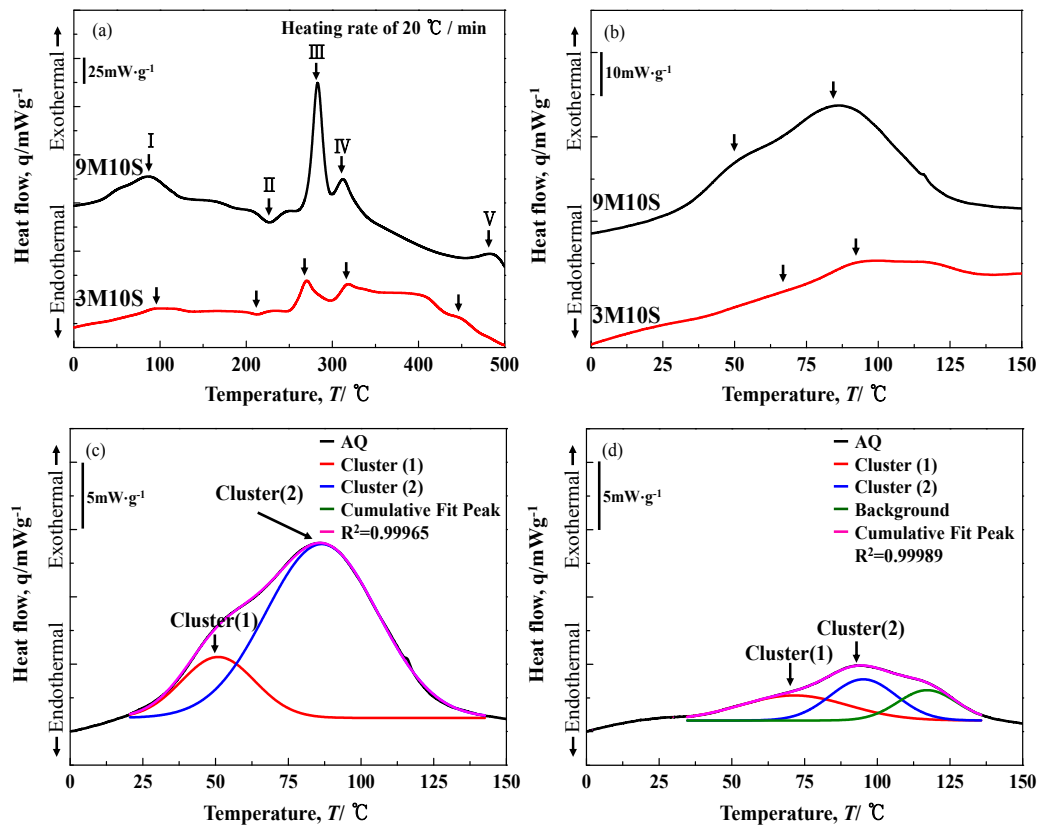 (a)
Heating rate of 20 ℃ / min
25mW·g-1
Ⅰ
Ⅱ
Ⅲ
Ⅳ
Ⅴ
9M10S
3M10S
Heat flow, q/mWg-1
Endothermal
Exothermal
0 50 100 150 200 250 300 350 400 450 500
Temperature, T/ ℃
(b)
10mW·g-1
9M10S
3M10S
Heat flow, q/mWg-1
Endothermal
Exothermal
0 25 50 75 100 125 150
Temperature, T/ ℃
(c)
5mW·g-1
AQ
Cluster (1)
Cluster (2)
Cumulative Fit Peak
R2=0.99965
Cluster(2)
Cluster(1)
Heat flow, q/mWg-1
Endothermal
Exothermal
0 25 50 75 100 125 150
Temperature, T/ ℃
(d)
5mW·g-1
AQ
Cluster (1)
Cluster (2)
Background
Cumulative Fit Peak
R2=0.99989
Cluster(2)
Cluster(1)
Heat flow, q/mWg-1
Endothermal
Exothermal
0 25 50 75 100 125 150
Temperature, T/ ℃